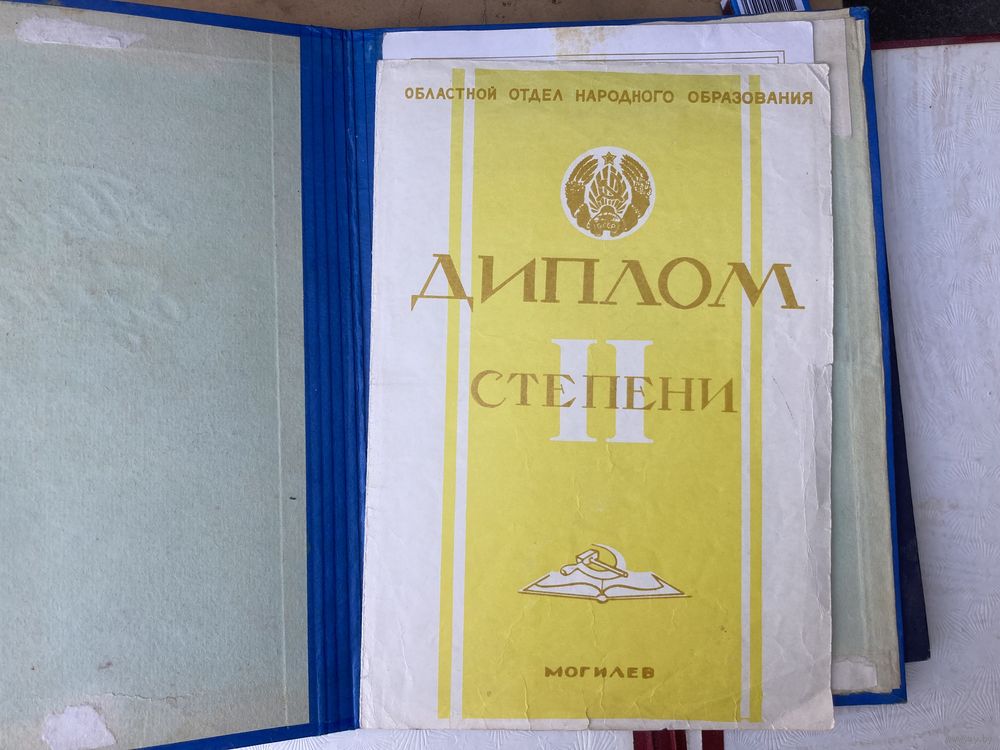 ОБЛАСТНОЙ ОТДЕЛ НАРОДНОГО ОБРАЗОВАНИЯ
ДИПЛОМ
II
СТЕПЕНИ
МОГИЛЕВ